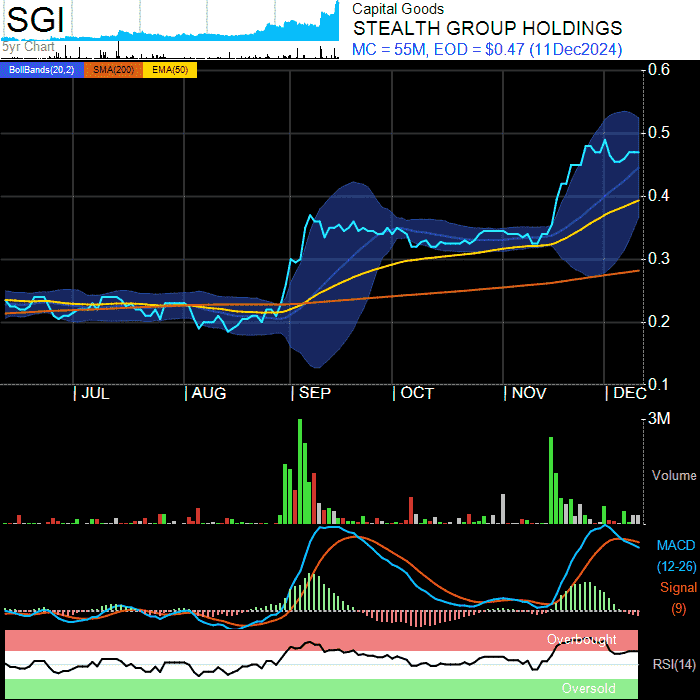 SGI
5yr Chart
Capital Goods
STEALTH GROUP HOLDINGS
MC = 55M, EOD = $0.47 (11Dec2024)
BollBands(20,2) SMA(200) EMA(50)
0.6
0.5
0.4
0.3
0.2
0.1
| JUL | AUG | SEP | OCT | NOV | DEC
3M
Volume
MACD
(12-26)
Signal
(9)
Overbought
RSI(14)
Oversold